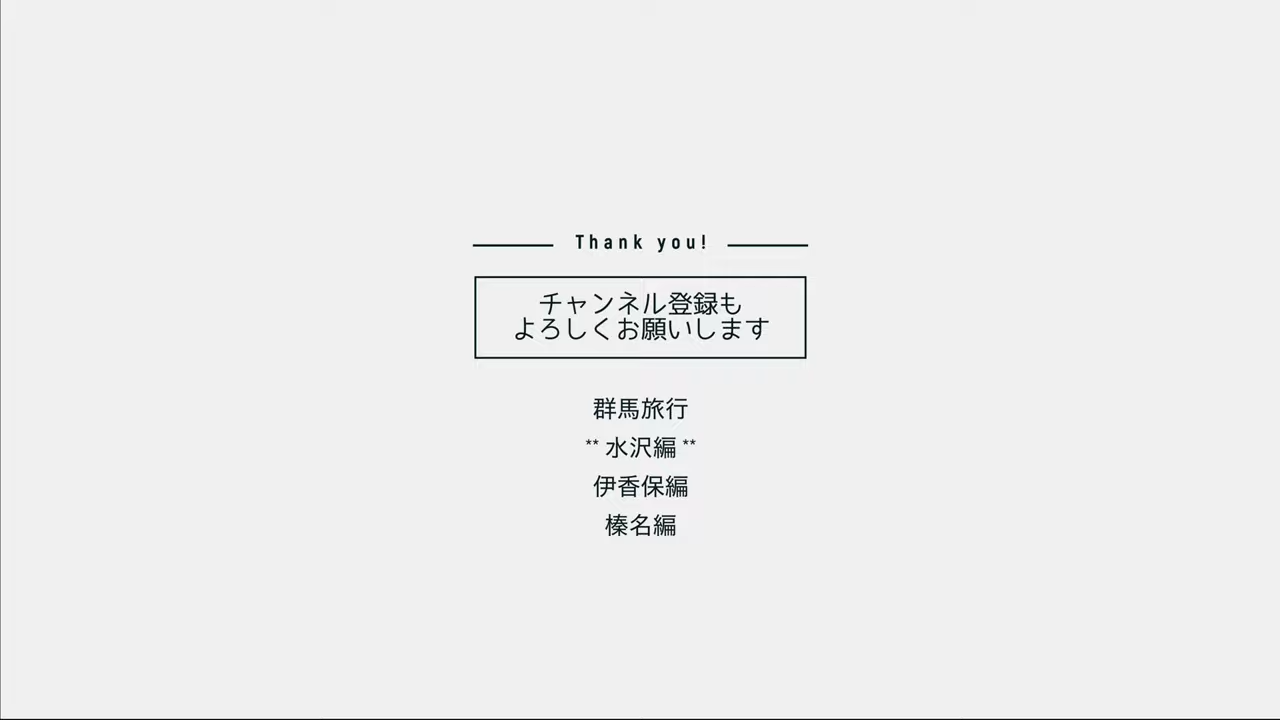 Thank you!
チャンネル登録も
よろしくお願いします
群馬旅行
** 水沢編 **
伊香保編
榛名編